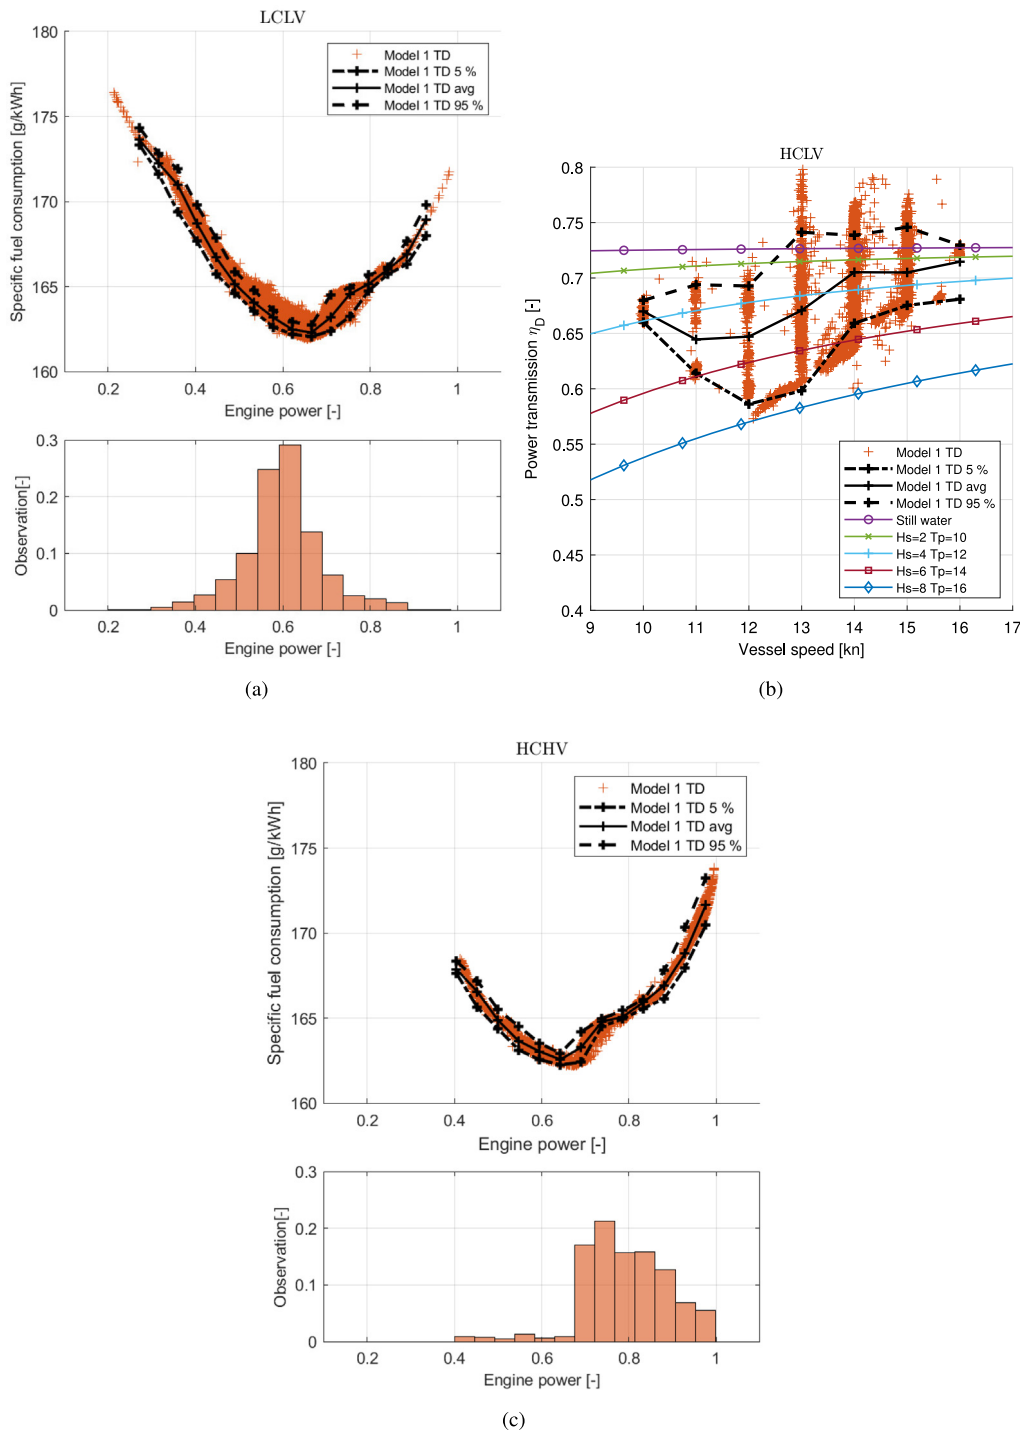 LCLV
180
175
170
165
160
Specific fuel consumption [g/kWh]
Model 1 TD
Model 1 TD 5 %
Model 1 TD avg
Model 1 TD 95 %
0.2 0.4 0.6 0.8 1
Engine power [-]
0.3
0.2
0.1
0
Observation[-]
0.2 0.4 0.6 0.8 1
Engine power [-]
(a)
HCLV
0.8
0.75
0.7
0.65
0.6
0.55
0.5
0.45
0.4
Power transmission ηD [-]
Model 1 TD
Model 1 TD 5 %
Model 1 TD avg
Model 1 TD 95 %
Still water
Hs=2 Tp=10
Hs=4 Tp=12
Hs=6 Tp=14
Hs=8 Tp=16
9 10 11 12 13 14 15 16 17
Vessel speed [kn]
(b)
HCHV
180
175
170
165
160
Specific fuel consumption [g/kWh]
Model 1 TD
Model 1 TD 5 %
Model 1 TD avg
Model 1 TD 95 %
0.2 0.4 0.6 0.8 1
Engine power [-]
0.3
0.2
0.1
0
Observation[-]
0.2 0.4 0.6 0.8 1
Engine power [-]
(c)